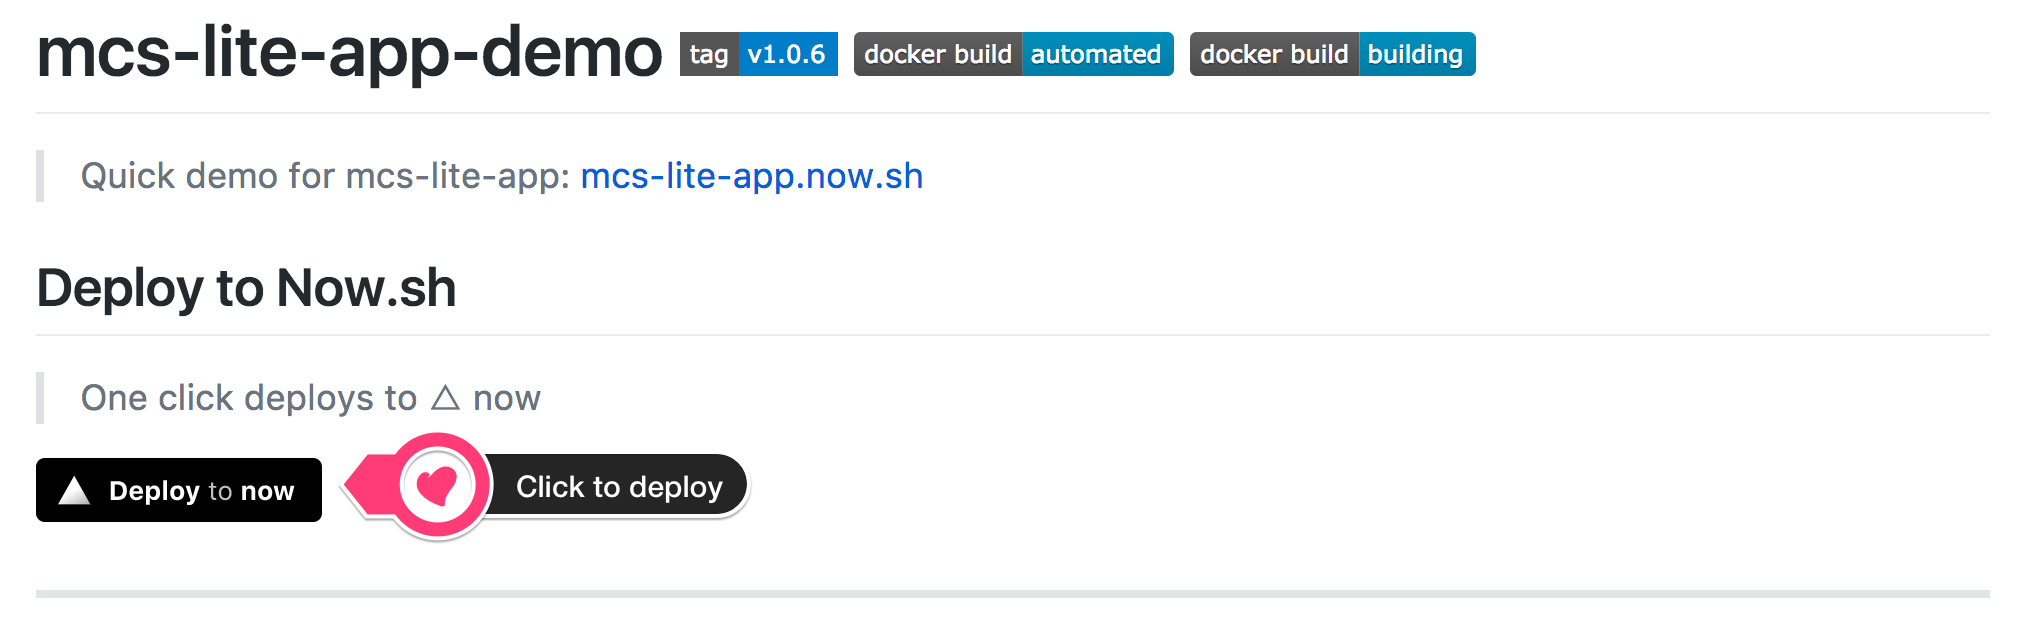 mcs-lite-app-demo tag v1.0.6 docker build automated docker build building
Quick demo for mcs-lite-app: mcs-lite-app.now.sh
Deploy to Now.sh
One click deploys to △ now
Deploy to now Click to deploy